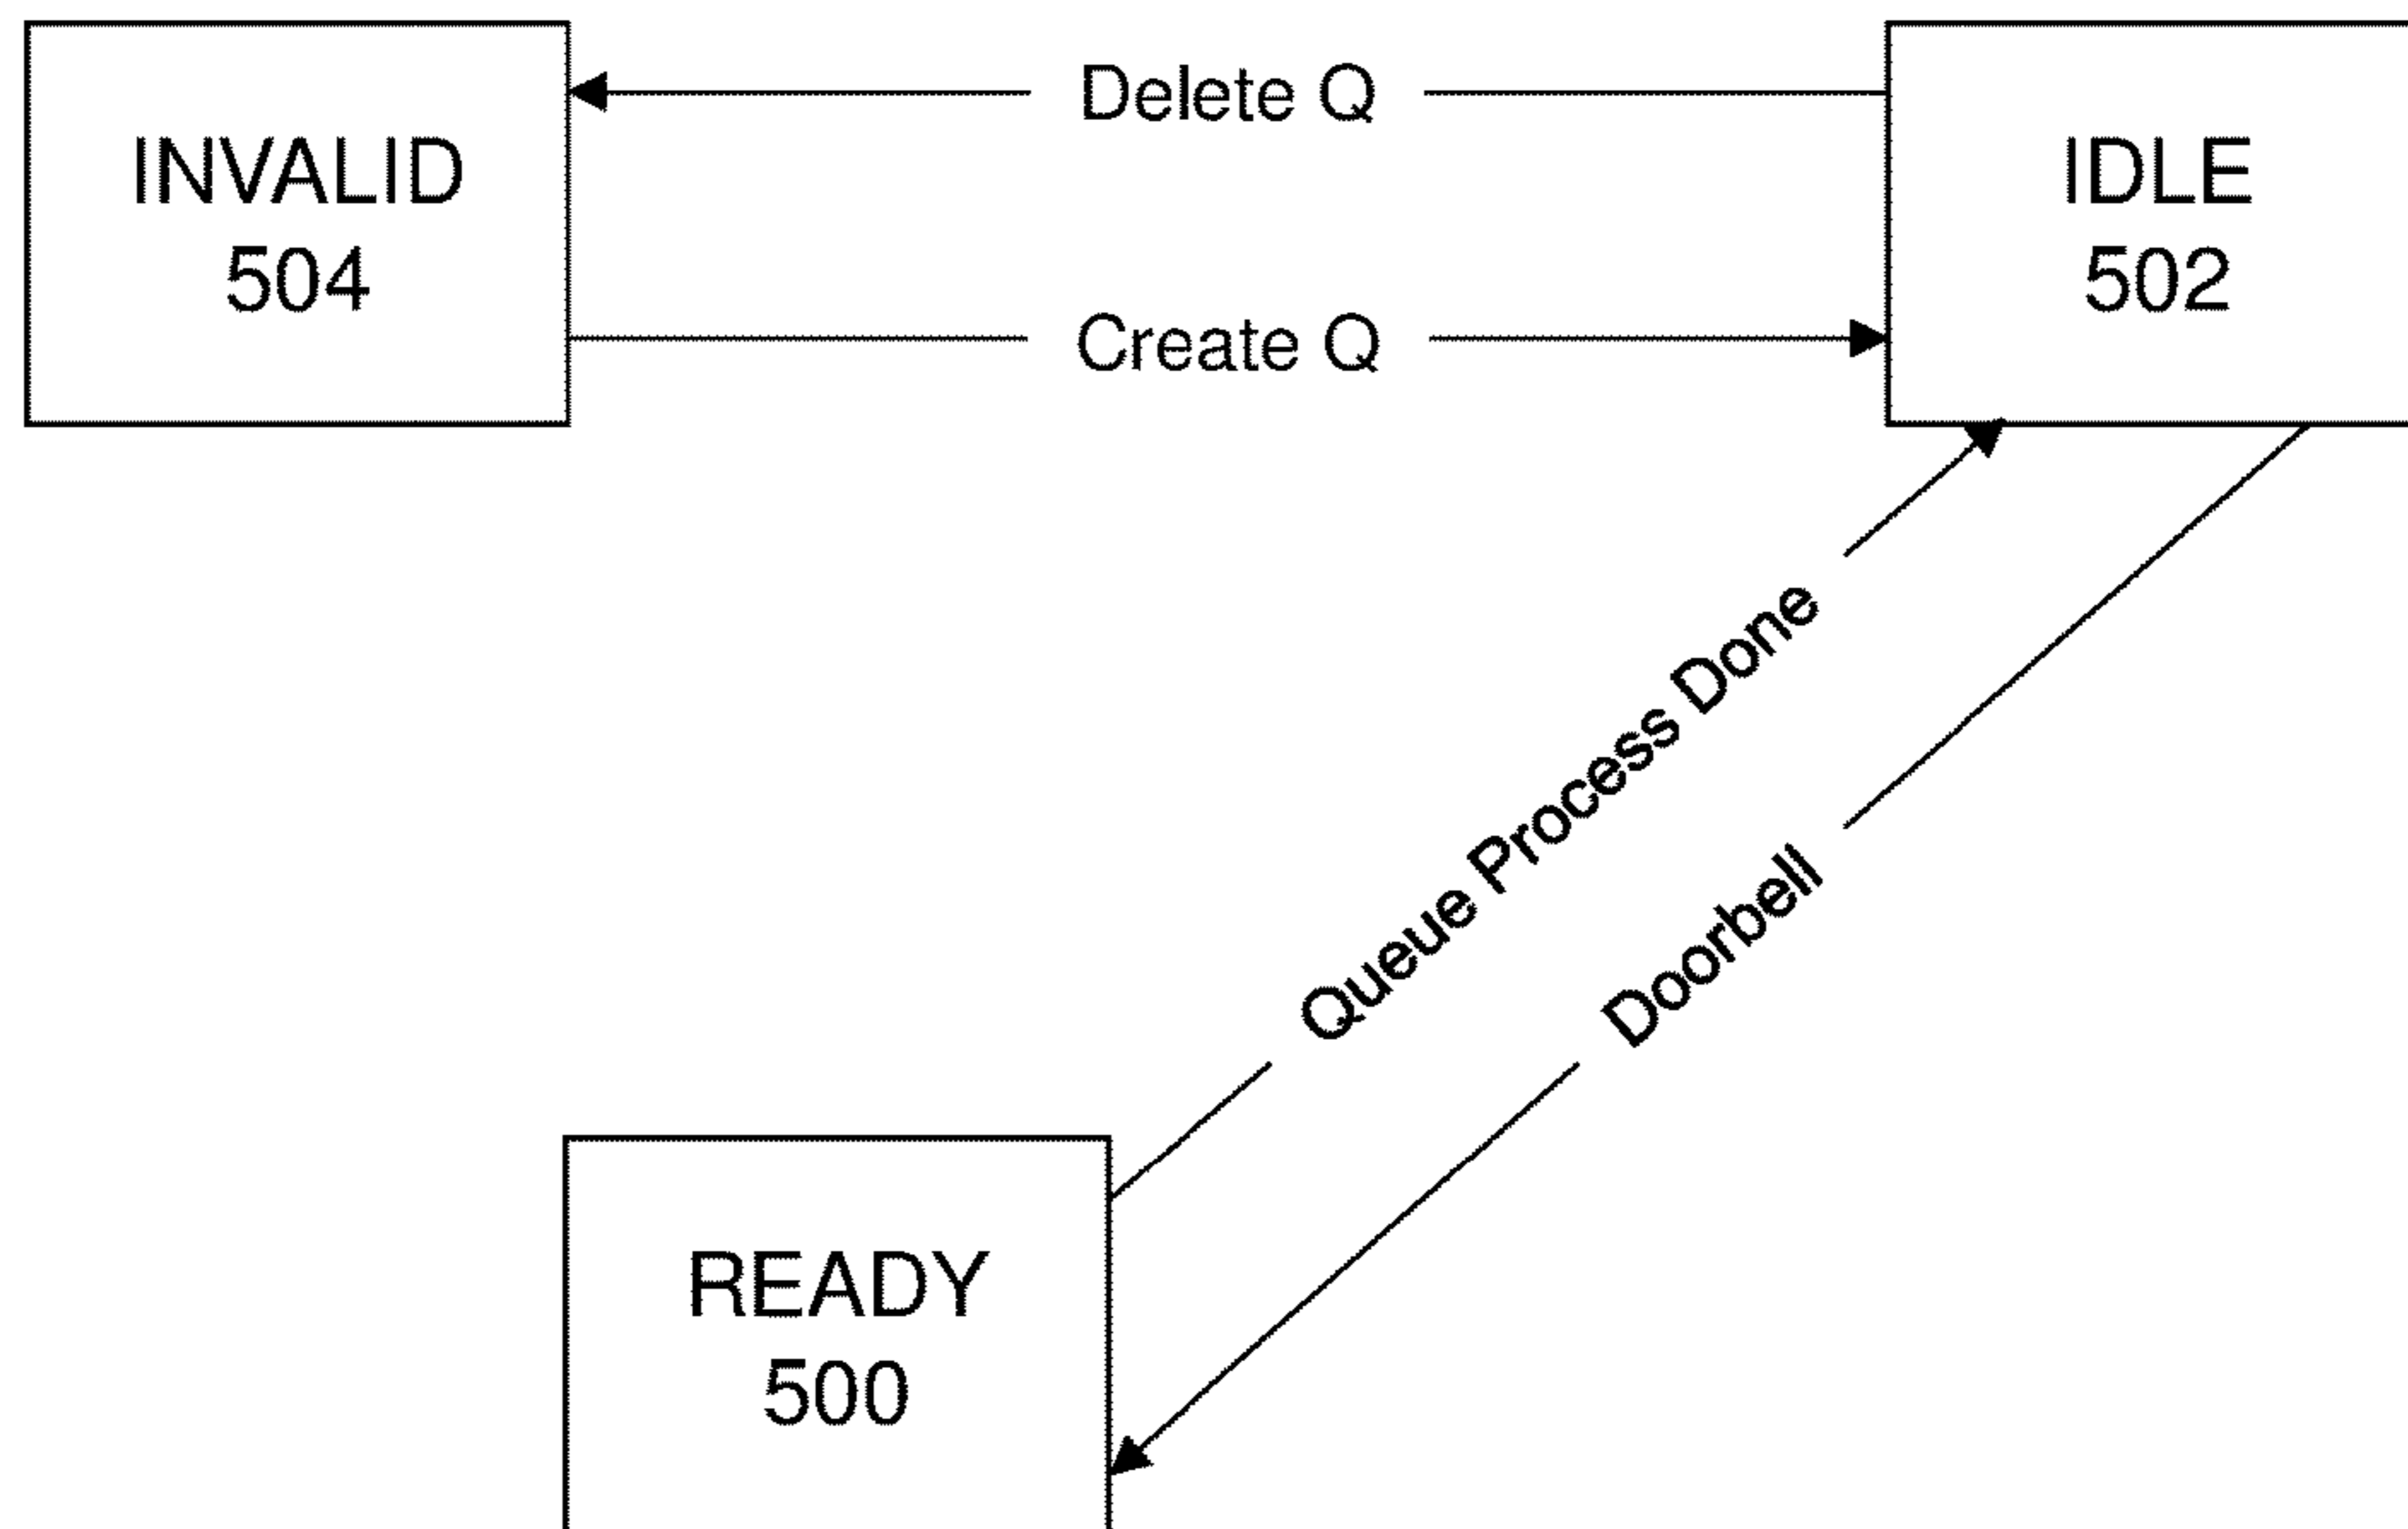 INVALID
504
Delete Q
Create Q
IDLE
502
Queue Process Done
Doorbell
READY
500